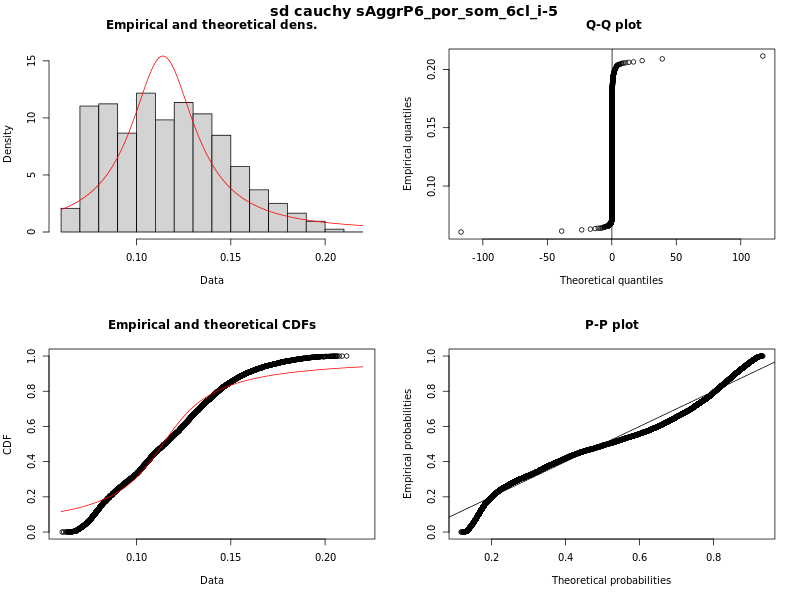 sd cauchy sAggrP6_por_som_6cl_i-5
Empirical and theoretical dens.
Density
0
5
10
15
0.10
0.15
0.20
Data
Q-Q plot
Empirical quantiles
0.10
0.15
0.20
-100
-50
0
50
100
Theoretical quantiles
Empirical and theoretical CDFs
CDF
0.0
0.2
0.4
0.6
0.8
1.0
0.10
0.15
0.20
Data
P-P plot
Empirical probabilities
0.0
0.2
0.4
0.6
0.8
1.0
0.2
0.4
0.6
0.8
Theoretical probabilities